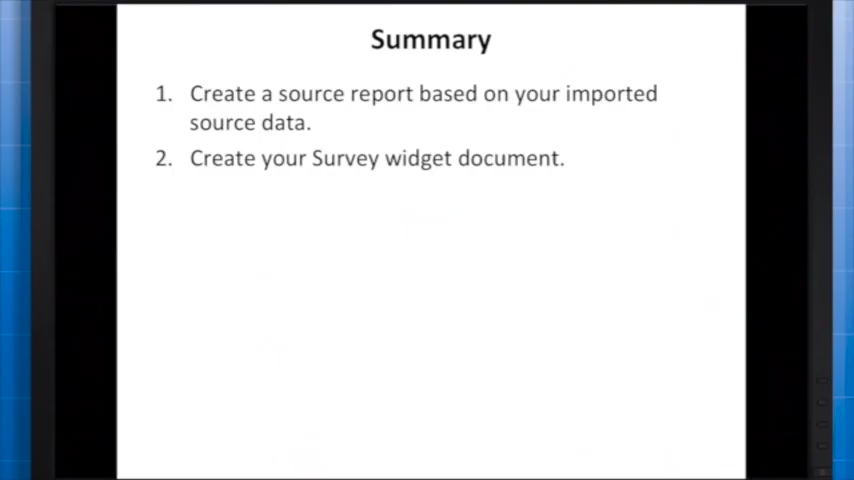 Summary
1. Create a source report based on your imported
source data.
2. Create your Survey widget document.